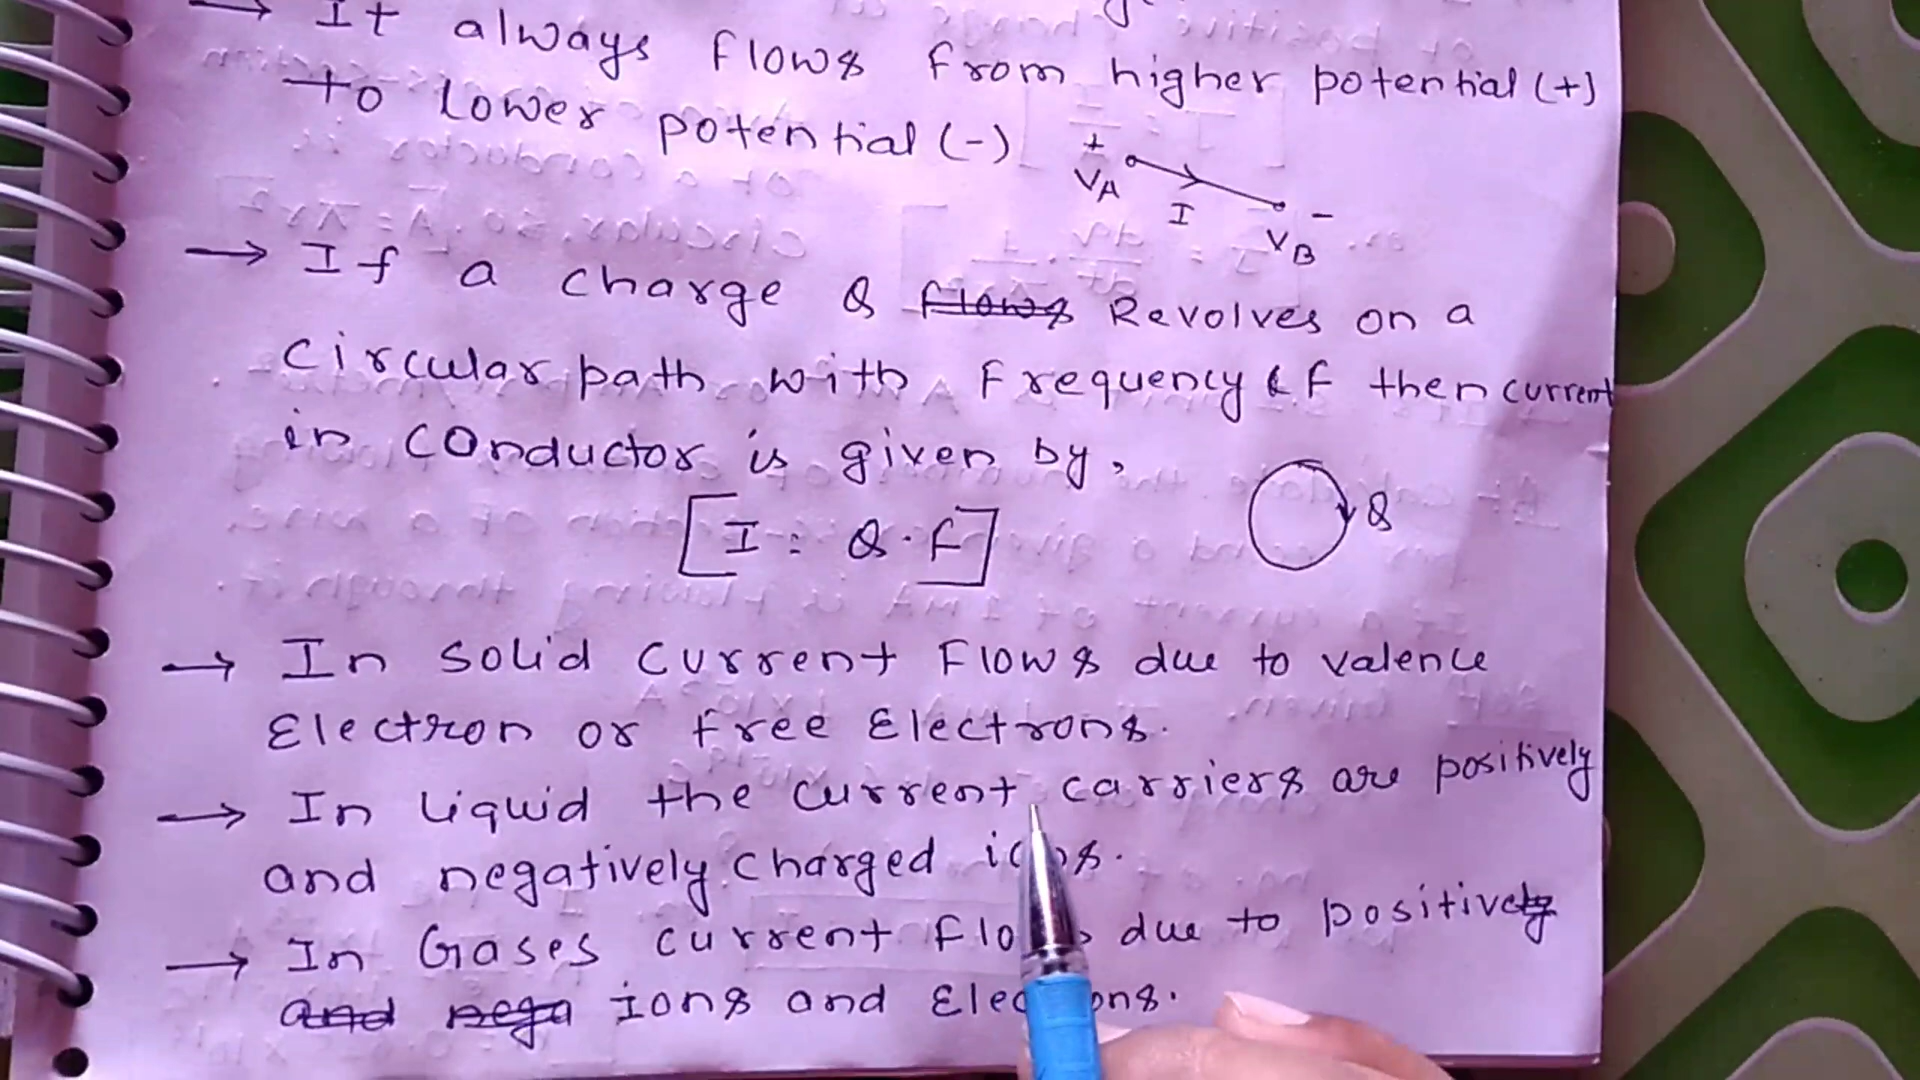 → It always flows from higher potential (+)
to lower potential (-)
+
VA
I
-
VB
→ If a charge Q flows Revolves on a
circular path with frequency f then current
in conductor is given by,
[I = Q.f]
Q
→ In solid current flows due to valence
Electron or free Electrons.
→ In liquid the current carriers are positively
and negatively charged ions.
→ In Gases current flows due to positively
and nega ions and Electrons.